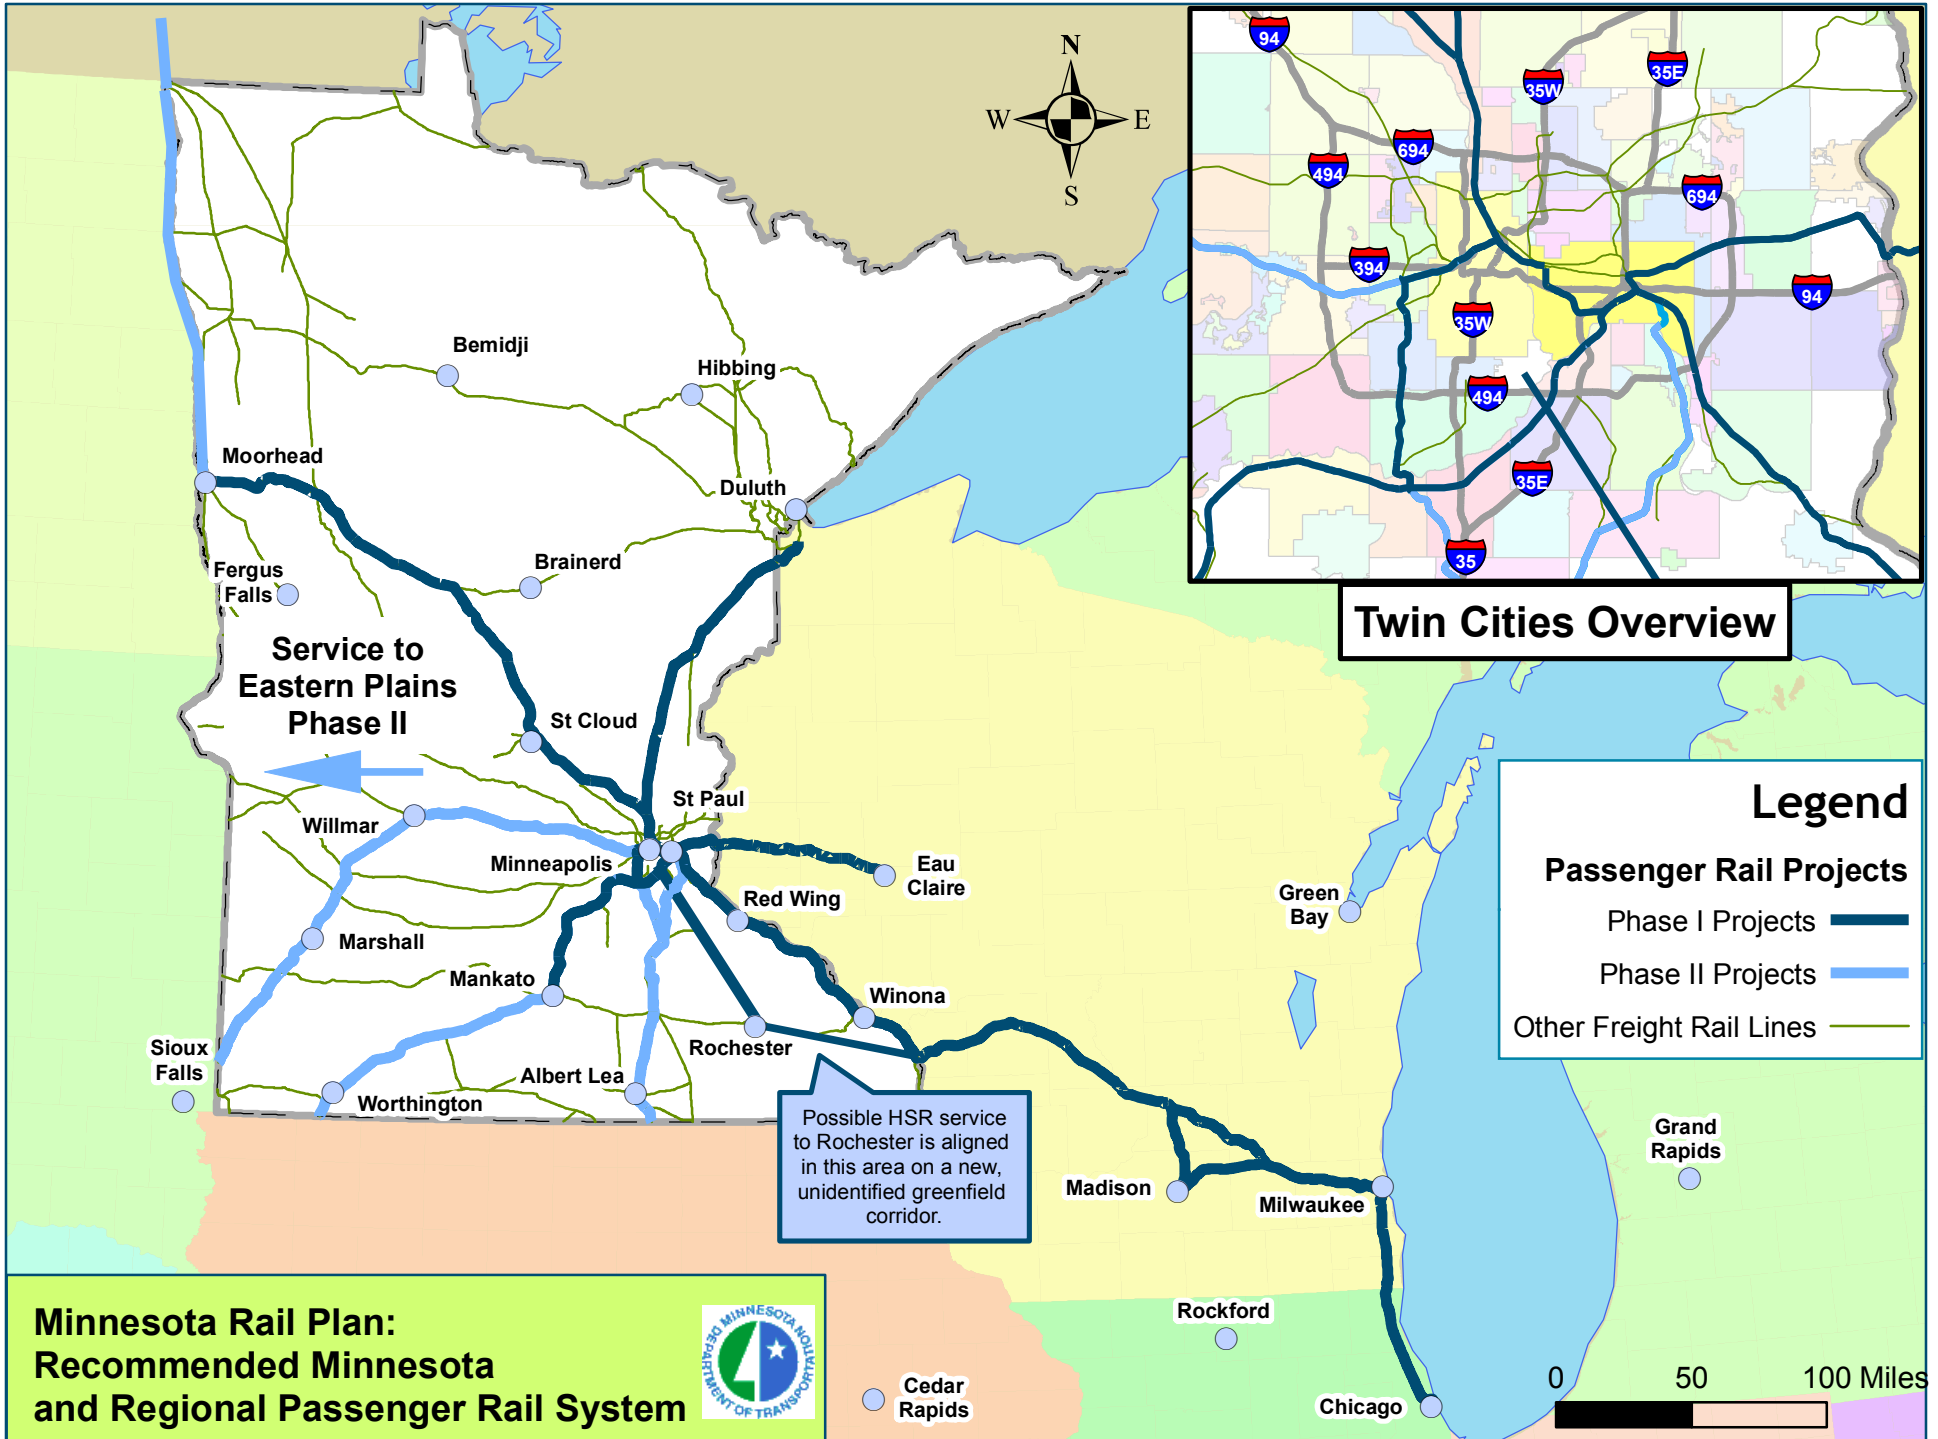 N
W
E
S
94
35W
35E
694
494
694
394
94
35W
494
35E
35
Twin Cities Overview
Bemidji
Hibbing
Moorhead
Duluth
Brainerd
Fergus
Falls
Service to
Eastern Plains
Phase II
St Cloud
St Paul
Willmar
Minneapolis
Eau
Claire
Red Wing
Green
Bay
Marshall
Mankato
Winona
Sioux
Falls
Rochester
Albert Lea
Worthington
Possible HSR service
to Rochester is aligned
in this area on a new,
unidentified greenfield
corridor.
Madison
Milwaukee
Grand
Rapids
Rockford
Cedar
Rapids
Chicago
Legend
Passenger Rail Projects
Phase I Projects
Phase II Projects
Other Freight Rail Lines
0 50 100 Miles
Minnesota Rail Plan:
Recommended Minnesota
and Regional Passenger Rail System
MINNESOTA
DEPARTMENT OF TRANSPORTATION